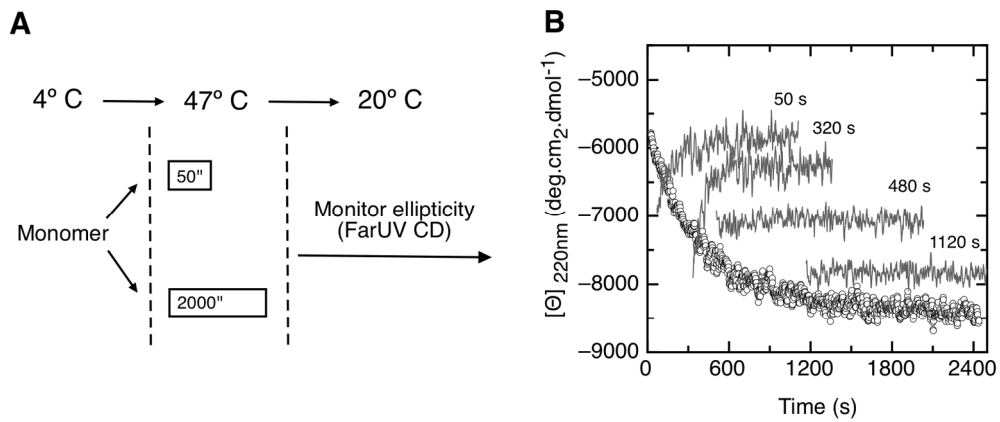 A
4º C
47º C
20º C
50"
Monomer
2000"
Monitor ellipticity
(FarUV CD)
B
[Θ] 220nm (deg.cm2.dmol-1)
−5000
−6000
−7000
−8000
−9000
50 s
320 s
480 s
1120 s
0
600
1200
1800
2400
Time (s)